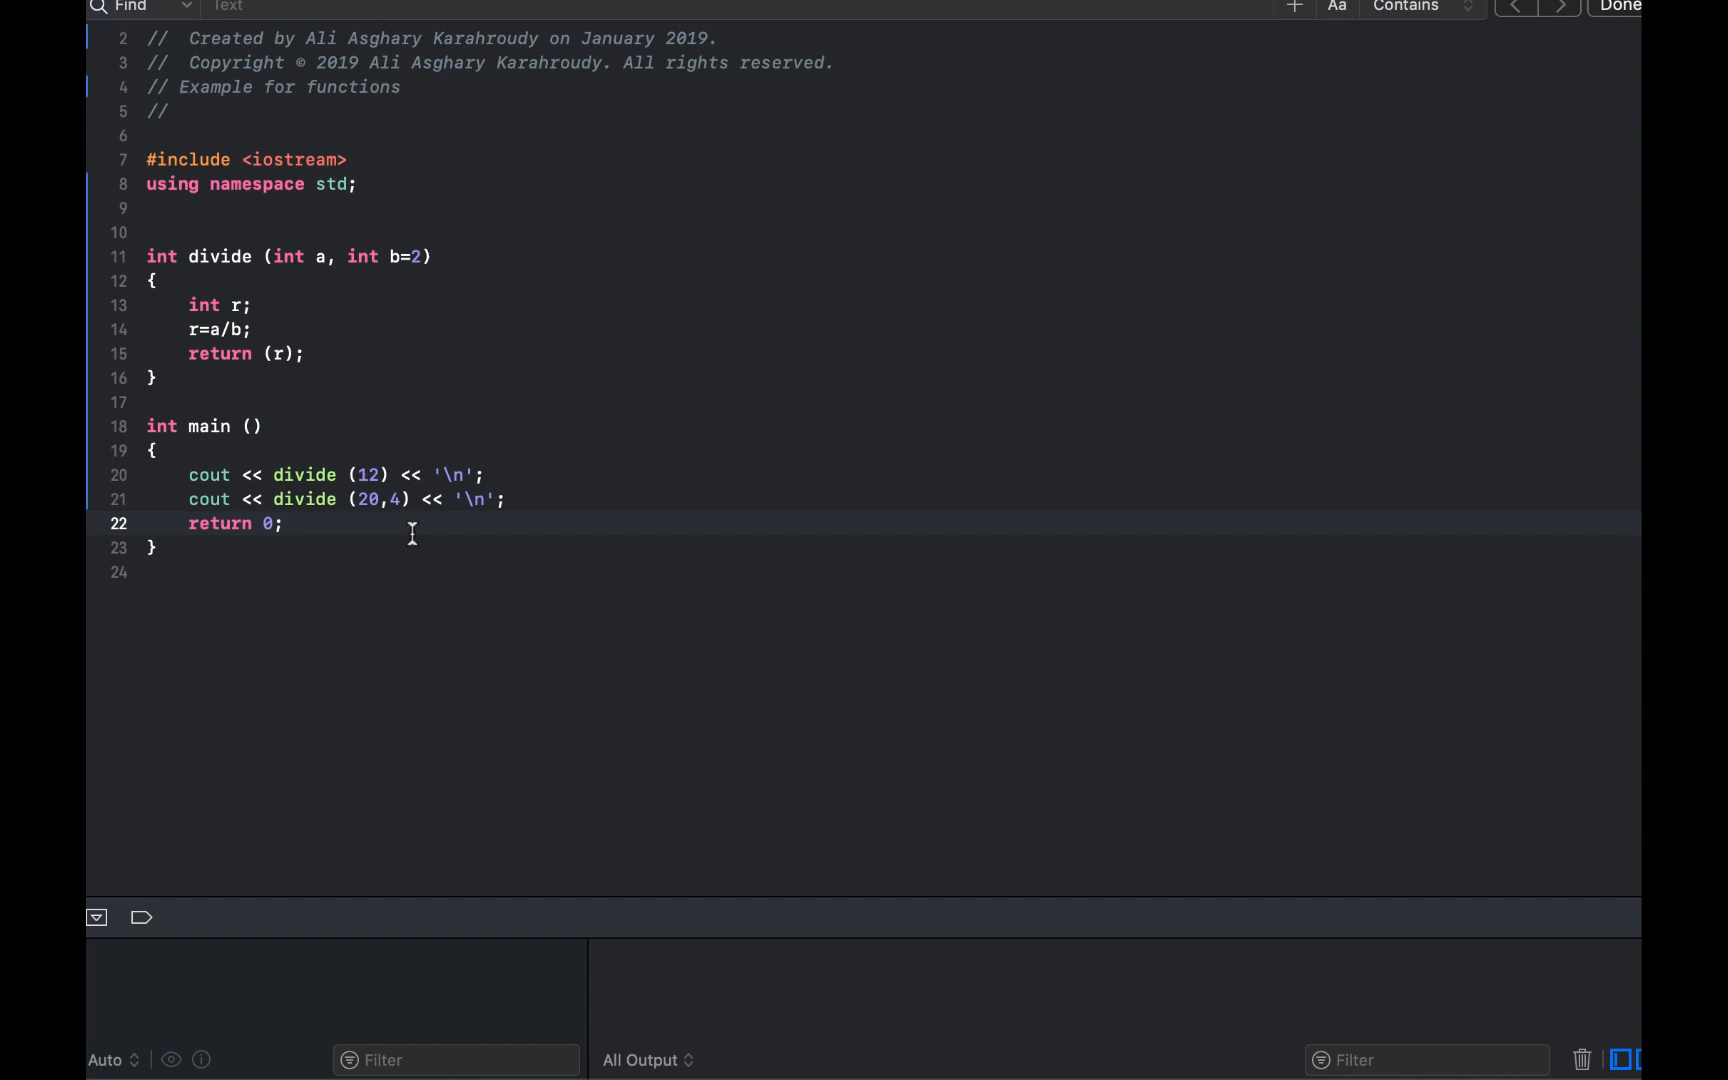 Find Text Aa Contains Done
2 // Created by Ali Asghary Karahroudy on January 2019.
3 // Copyright © 2019 Ali Asghary Karahroudy. All rights reserved.
4 // Example for functions
5 //
6
7 #include <iostream>
8 using namespace std;
9
10
11 int divide (int a, int b=2)
12 {
13     int r;
14     r=a/b;
15     return (r);
16 }
17
18 int main ()
19 {
20     cout << divide (12) << '\n';
21     cout << divide (20,4) << '\n';
22     return 0;
23 }
24
Auto Filter All Output Filter